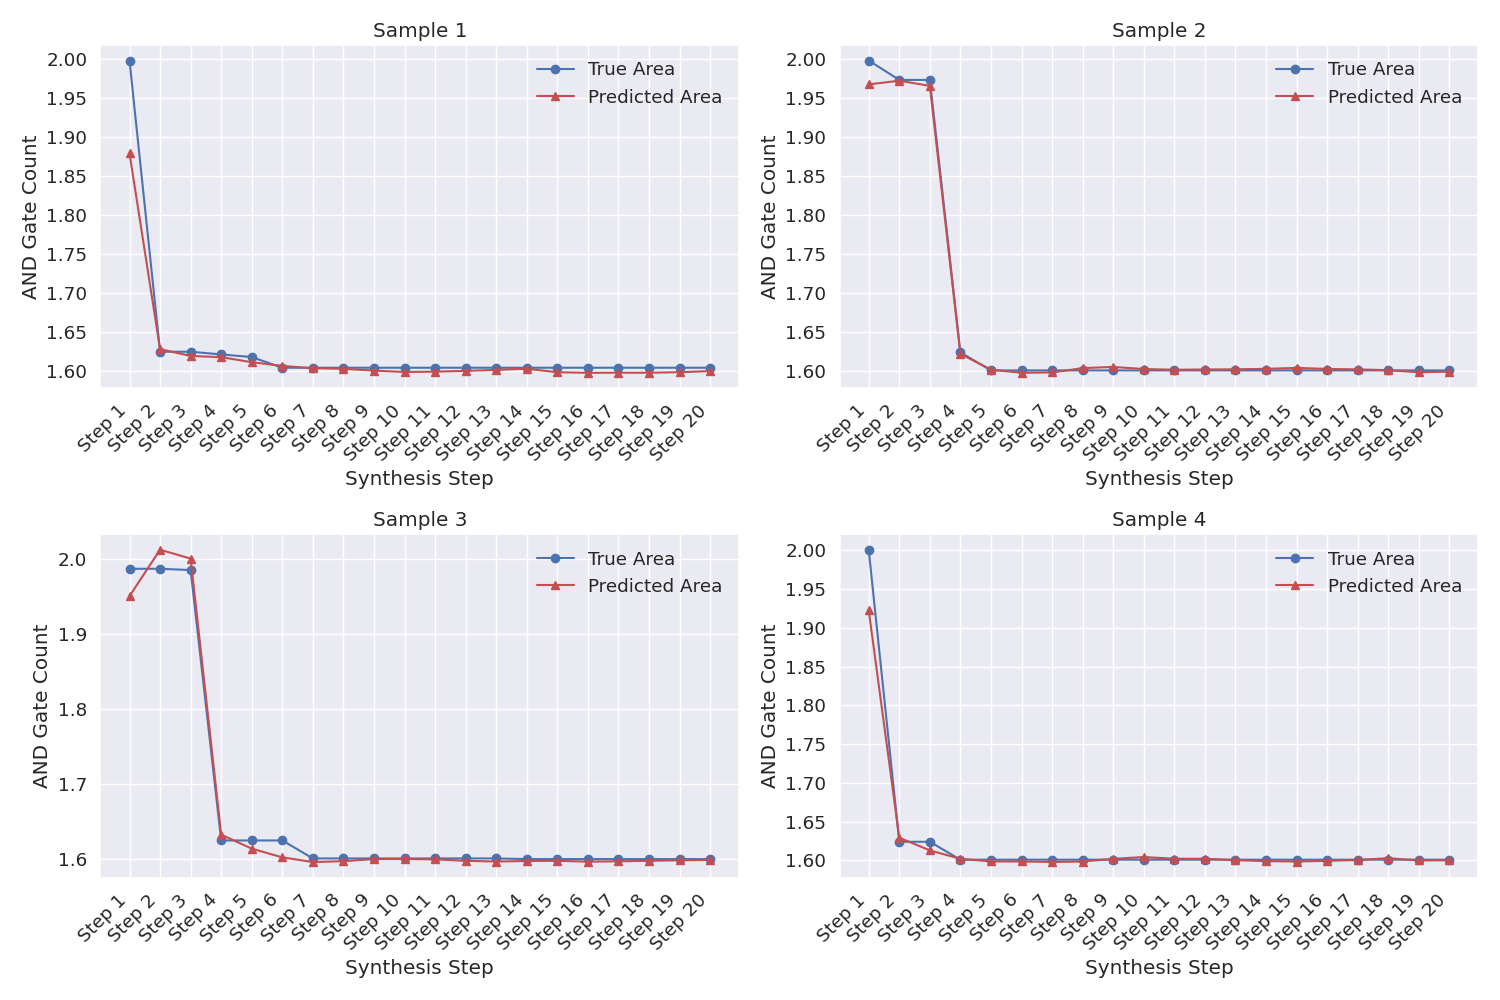 Sample 1
2.00
1.95
1.90
1.85
1.80
1.75
1.70
1.65
1.60
AND Gate Count
True Area
Predicted Area
Step 1
Step 2
Step 3
Step 4
Step 5
Step 6
Step 7
Step 8
Step 9
Step 10
Step 11
Step 12
Step 13
Step 14
Step 15
Step 16
Step 17
Step 18
Step 19
Step 20
Synthesis Step
Sample 2
2.00
1.95
1.90
1.85
1.80
1.75
1.70
1.65
1.60
AND Gate Count
True Area
Predicted Area
Step 1
Step 2
Step 3
Step 4
Step 5
Step 6
Step 7
Step 8
Step 9
Step 10
Step 11
Step 12
Step 13
Step 14
Step 15
Step 16
Step 17
Step 18
Step 19
Step 20
Synthesis Step
Sample 3
2.0
1.9
1.8
1.7
1.6
AND Gate Count
True Area
Predicted Area
Step 1
Step 2
Step 3
Step 4
Step 5
Step 6
Step 7
Step 8
Step 9
Step 10
Step 11
Step 12
Step 13
Step 14
Step 15
Step 16
Step 17
Step 18
Step 19
Step 20
Synthesis Step
Sample 4
2.00
1.95
1.90
1.85
1.80
1.75
1.70
1.65
1.60
AND Gate Count
True Area
Predicted Area
Step 1
Step 2
Step 3
Step 4
Step 5
Step 6
Step 7
Step 8
Step 9
Step 10
Step 11
Step 12
Step 13
Step 14
Step 15
Step 16
Step 17
Step 18
Step 19
Step 20
Synthesis Step